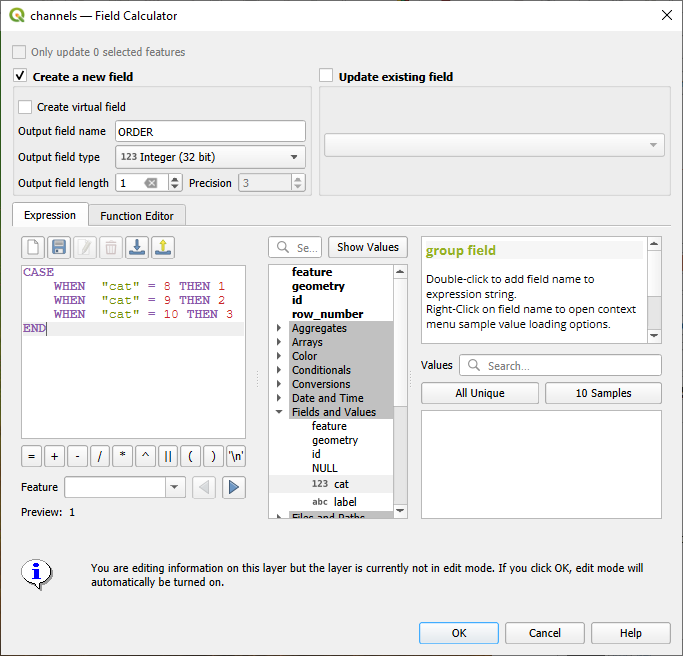 channels — Field Calculator
Only update 0 selected features
Create a new field
Update existing field
Create virtual field
Output field name ORDER
Output field type 123 Integer (32 bit)
Output field length 1 Precision 3
Expression Function Editor
Se... Show Values
CASE
WHEN "cat" = 8 THEN 1
WHEN "cat" = 9 THEN 2
WHEN "cat" = 10 THEN 3
END
= + - / * ^ || ( ) '\n'
Feature
Preview: 1
feature
geometry
id
row_number
Aggregates
Arrays
Color
Conditionals
Conversions
Date and Time
Fields and Values
feature
geometry
id
NULL
123 cat
abc label
Files and Paths
group field
Double-click to add field name to
expression string.
Right-Click on field name to open context
menu sample value loading options.
Values Search...
All Unique 10 Samples
You are editing information on this layer but the layer is currently not in edit mode. If you click OK, edit mode will
automatically be turned on.
OK Cancel Help